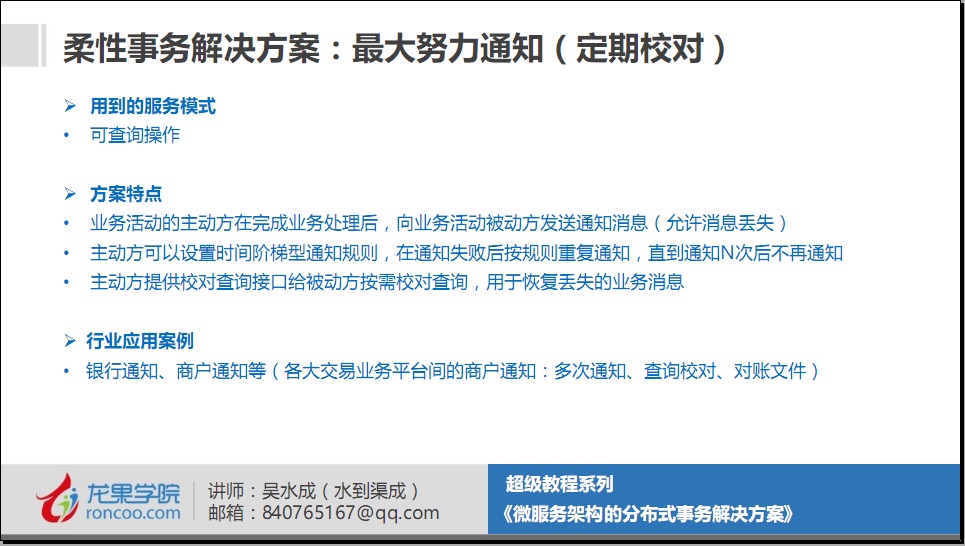 柔性事务解决方案：最大努力通知（定期校对）
➢ 用到的服务模式
• 可查询操作
➢ 方案特点
• 业务活动的主动方在完成业务处理后，向业务活动被动方发送通知消息（允许消息丢失）
• 主动方可以设置时间阶梯型通知规则，在通知失败后按规则重复通知，直到通知N次后不再通知
• 主动方提供校对查询接口给被动方按需校对查询，用于恢复丢失的业务消息
➢ 行业应用案例
• 银行通知、商户通知等（各大交易业务平台间的商户通知：多次通知、查询校对、对账文件）
龙果学院
roncoo.com
讲师：吴水成（水到渠成）
邮箱：840765167@qq.com
超级教程系列
《微服务架构的分布式事务解决方案》